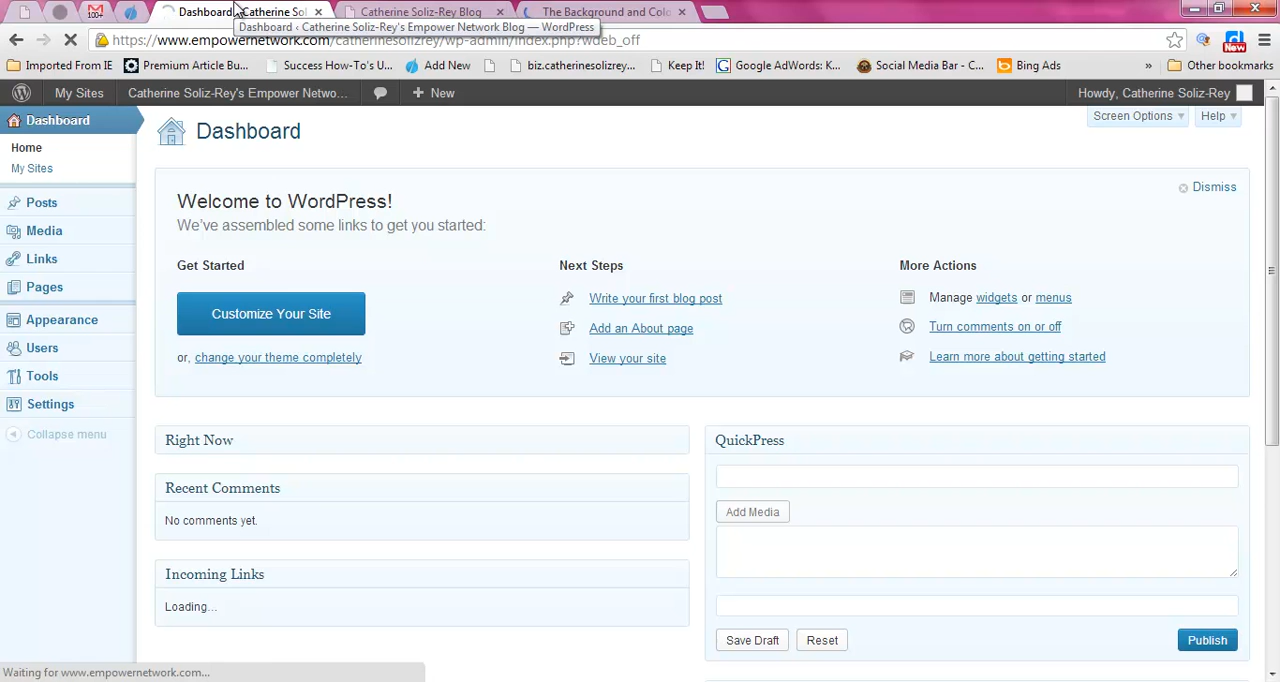 100+
Dashboard
Catherine Sol
Catherine Soliz-Rey Blog
The Background and Colo
Dashboard ‹ Catherine Soliz-Rey's Empower Network Blog — WordPress
https://www.empowernetwork.com/catherinesolizrey/wp-admin/index.php?wdeb_off
New
Imported From IE
Premium Article Bu...
Success How-To's U...
Add New
biz.catherinesolizrey...
Keep It!
Google AdWords: K...
Social Media Bar - C...
Bing Ads
»
Other bookmarks
My Sites
Catherine Soliz-Rey's Empower Netwo...
+ New
Howdy, Catherine Soliz-Rey
Dashboard
Home
My Sites
Posts
Media
Links
Pages
Appearance
Users
Tools
Settings
Collapse menu
Dashboard
Screen Options
Help
Welcome to WordPress!
We've assembled some links to get you started:
Dismiss
Get Started
Customize Your Site
or, change your theme completely
Next Steps
Write your first blog post
Add an About page
View your site
More Actions
Manage widgets or menus
Turn comments on or off
Learn more about getting started
Right Now
Recent Comments
No comments yet.
Incoming Links
Loading...
QuickPress
Add Media
Save Draft
Reset
Publish
Waiting for www.empowernetwork.com...